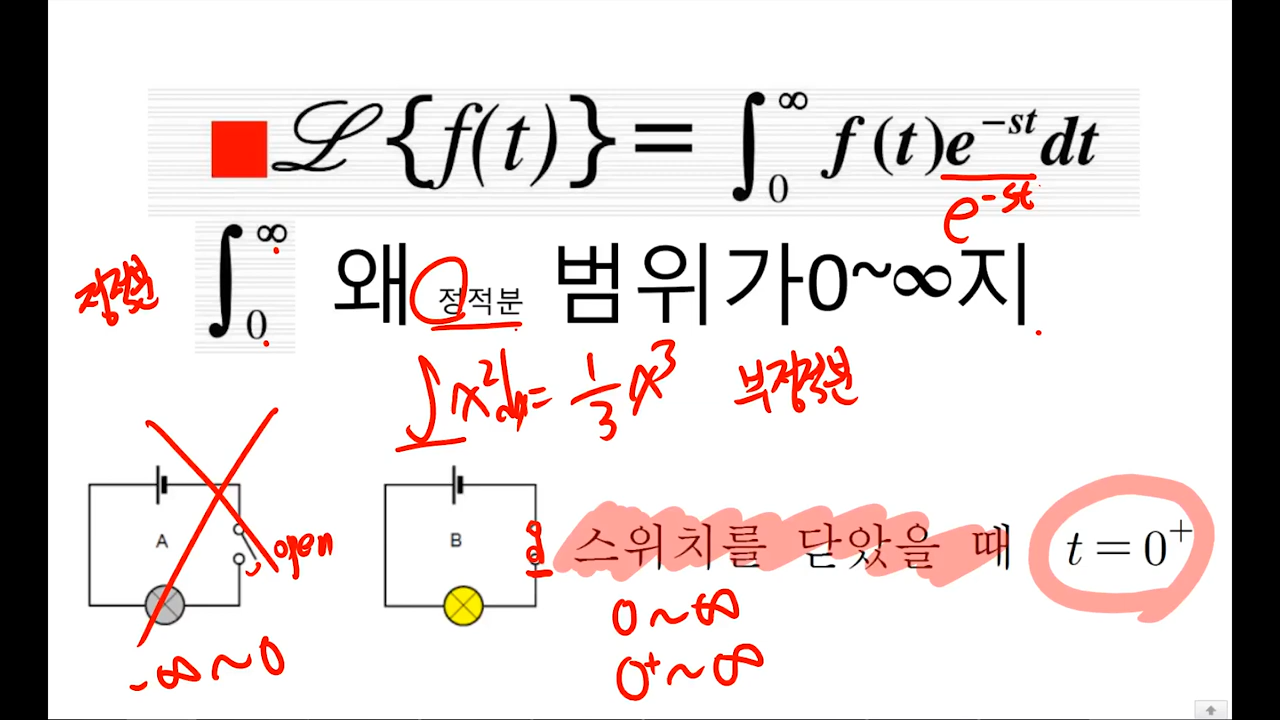 ℒ{f(t)} = ∫₀^∞ f(t)e^{-st}dt
e^{-st}
정적분 ∫₀^∞ 왜 정적분 범위가0~∞지
∫x²dx = 1/3 x³ 부정적분
A open
B 스위치를 닫았을 때 t = 0⁺
-∞ ~ 0
0 ~ ∞
0⁺ ~ ∞